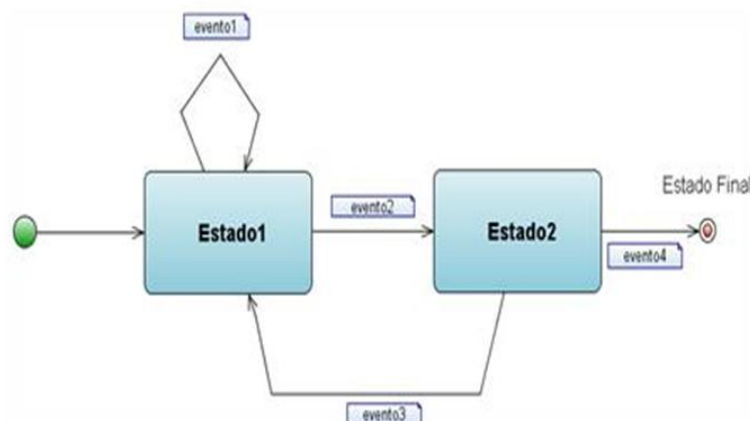 evento1
Estado Final
Estado1
evento2
Estado2
evento4
evento3